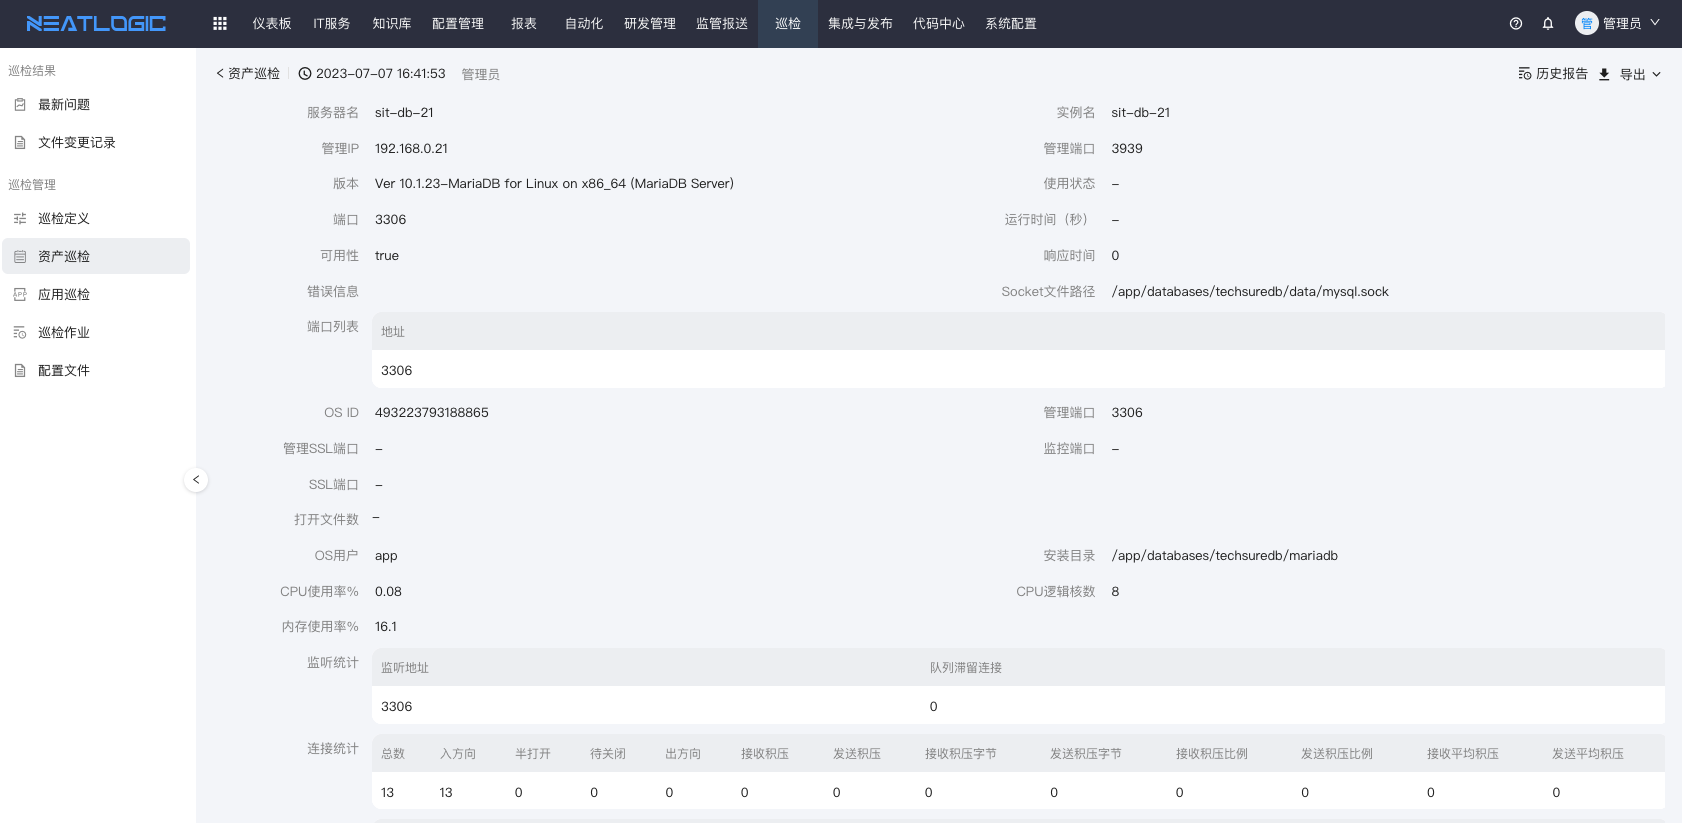 NEATLOGIC 仪表板 IT服务 知识库 配置管理 报表 自动化 研发管理 监管报送 巡检 集成与发布 代码中心 系统配置 管 管理员
巡检结果
最新问题
文件变更记录
巡检管理
巡检定义
资产巡检
应用巡检
巡检作业
配置文件
资产巡检 2023-07-07 16:41:53 管理员 历史报告 导出
服务器名 sit-db-21 实例名 sit-db-21
管理IP 192.168.0.21 管理端口 3939
版本 Ver 10.1.23-MariaDB for Linux on x86_64 (MariaDB Server) 使用状态 -
端口 3306 运行时间（秒） -
可用性 true 响应时间 0
错误信息 Socket文件路径 /app/databases/techsuredb/data/mysql.sock
端口列表 地址
3306
OS ID 493223793188865 管理端口 3306
管理SSL端口 - 监控端口 -
SSL端口 -
打开文件数 -
OS用户 app 安装目录 /app/databases/techsuredb/mariadb
CPU使用率% 0.08 CPU逻辑核数 8
内存使用率% 16.1
监听统计 监听地址 队列滞留连接
3306 0
连接统计 总数 入方向 半打开 待关闭 出方向 接收积压 发送积压 接收积压字节 发送积压字节 接收积压比例 发送积压比例 接收平均积压 发送平均积压
13 13 0 0 0 0 0 0 0 0 0 0 0